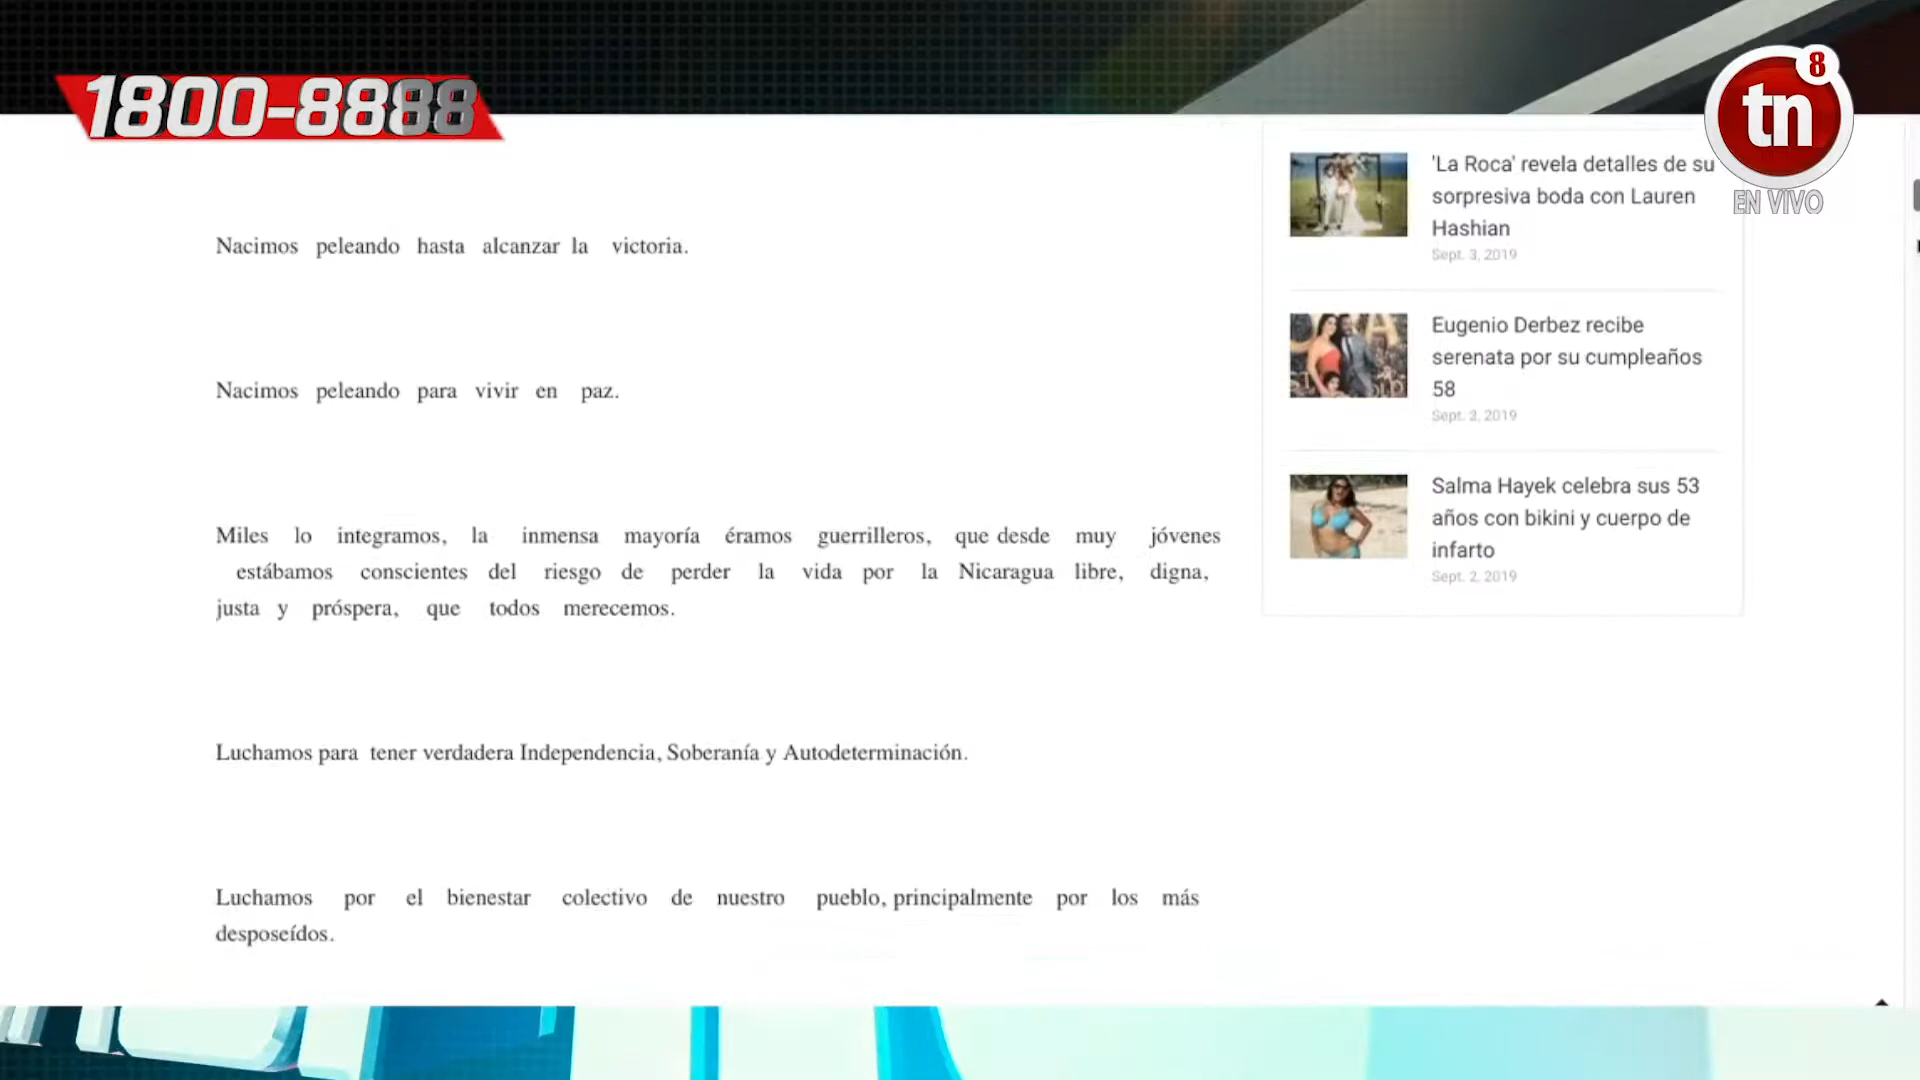 1800-8888
8
tn
EN VIVO
Nacimos peleando hasta alcanzar la victoria.
Nacimos peleando para vivir en paz.
Miles lo integramos, la inmensa mayoría éramos guerrilleros, que desde muy jóvenes
estábamos conscientes del riesgo de perder la vida por la Nicaragua libre, digna,
justa y próspera, que todos merecemos.
Luchamos para tener verdadera Independencia, Soberanía y Autodeterminación.
Luchamos por el bienestar colectivo de nuestro pueblo, principalmente por los más
desposeídos.
'La Roca' revela detalles de su
sorpresiva boda con Lauren
Hashian
Sept. 3, 2019
Eugenio Derbez recibe
serenata por su cumpleaños
58
Sept. 2, 2019
Salma Hayek celebra sus 53
años con bikini y cuerpo de
infarto
Sept. 2, 2019